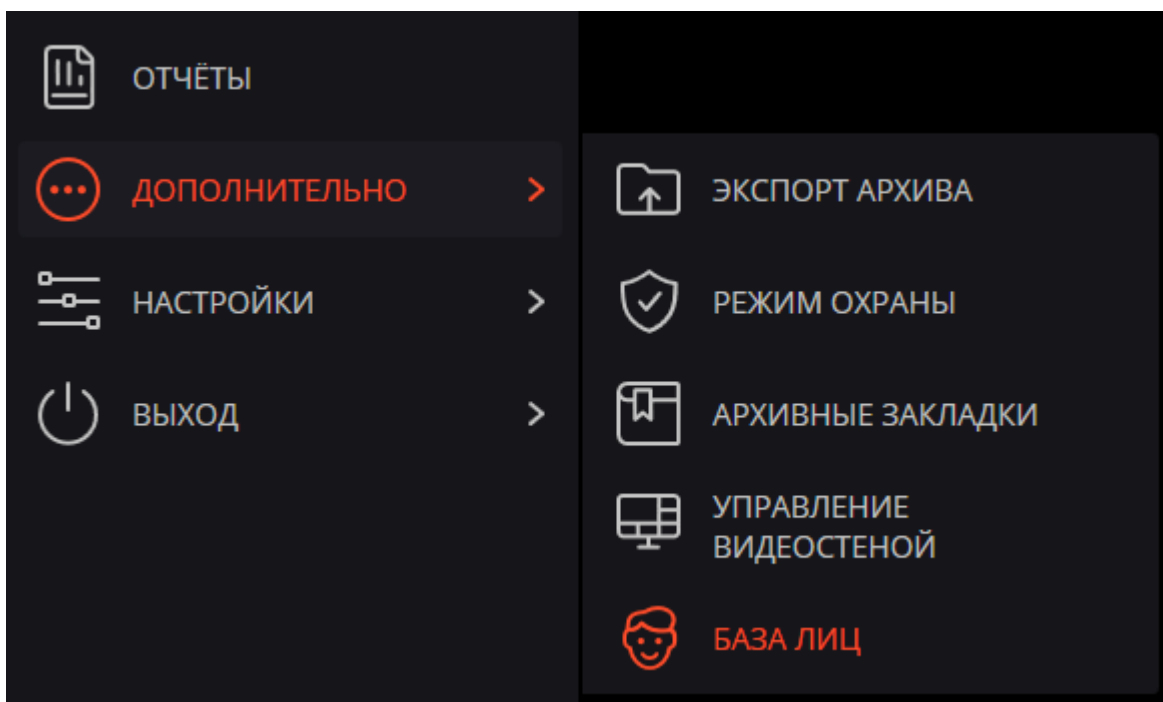 ОТЧЁТЫ
ДОПОЛНИТЕЛЬНО
НАСТРОЙКИ
ВЫХОД
ЭКСПОРТ АРХИВА
РЕЖИМ ОХРАНЫ
АРХИВНЫЕ ЗАКЛАДКИ
УПРАВЛЕНИЕ
ВИДЕОСТЕНОЙ
БАЗА ЛИЦ